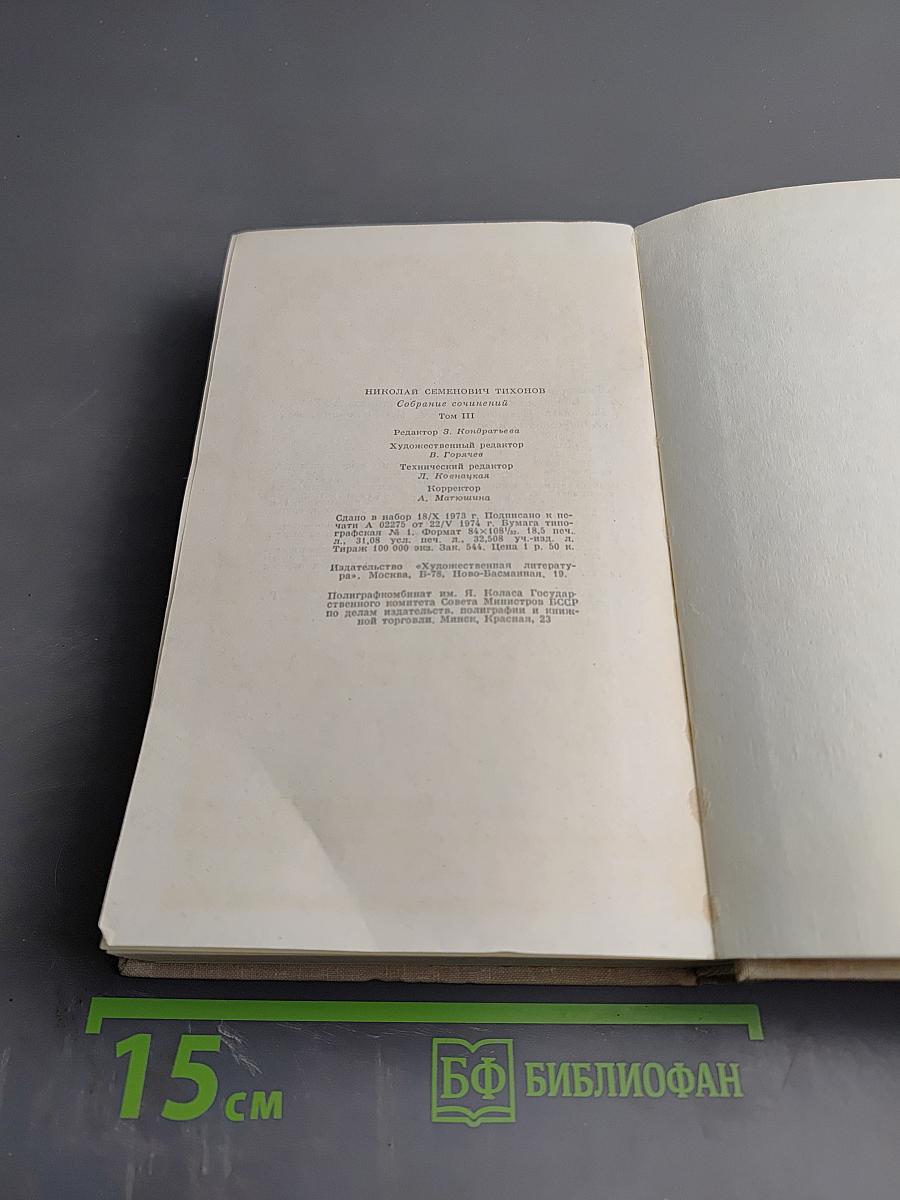 НИКОЛАЙ СЕМЕНОВИЧ ТИХОНОВ
Собрание сочинений
Том III
Редактор З. Кондратьева
Художественный редактор
В. Горячев
Технический редактор
Л. Ковнацкая
Корректор
А. Матюшина
Сдано в набор 18/X 1973 г. Подписано к пе-
чати А 02275 от 22/V 1974 г. Бумага типо-
графская № 1. Формат 84×108¹/₃₂. 18,5 печ.
л., 31,08 усл. печ. л., 32,508 уч.-изд. л.
Тираж 100 000 экз. Зак. 544. Цена 1 р. 50 к.
Издательство «Художественная литерату-
ра». Москва, Б-78, Ново-Басманная, 19.
Полиграфкомбинат им. Я. Коласа Государ-
ственного комитета Совета Министров БССР
по делам издательств, полиграфии и книж-
ной торговли. Минск, Красная, 23
15 см
БФ БИБЛИОФАН